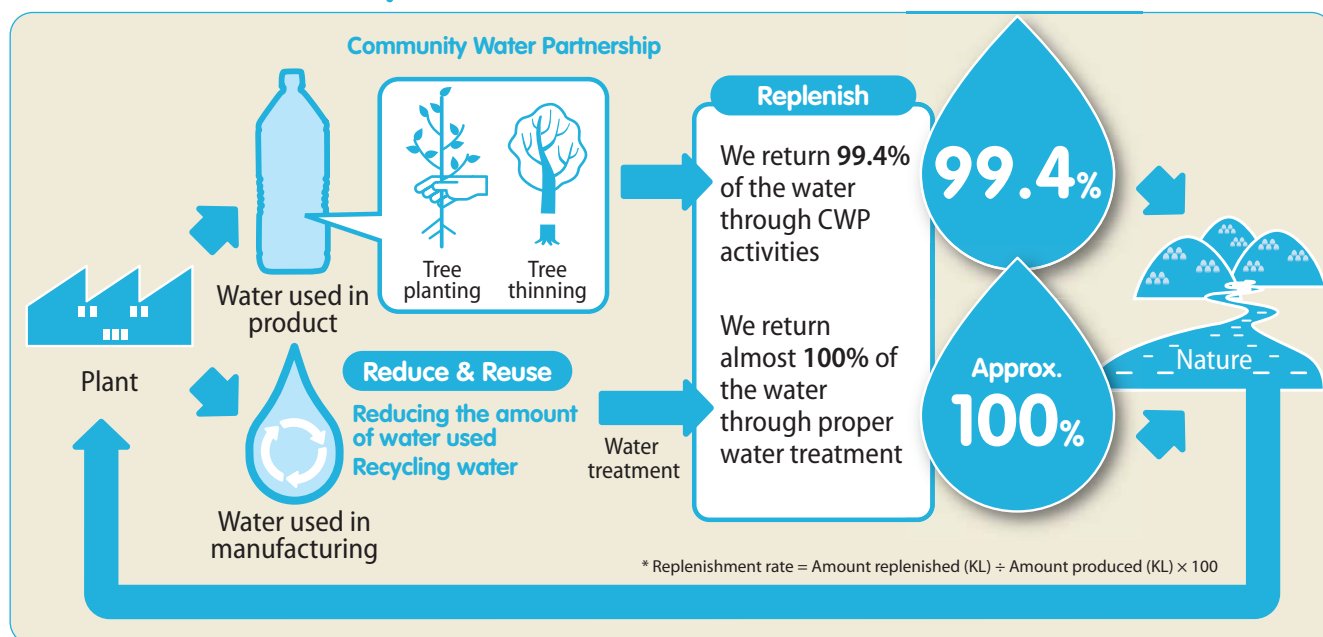 Community Water Partnership
Tree
planting
Tree
thinning
Water used in
product
Plant
Reduce & Reuse
Reducing the amount
of water used
Recycling water
Water used in
manufacturing
Water
treatment
Replenish
We return 99.4%
of the water
through CWP
activities
We return
almost 100% of
the water
through proper
water treatment
99.4%
Approx.
100%
Nature
* Replenishment rate = Amount replenished (KL) ÷ Amount produced (KL) × 100